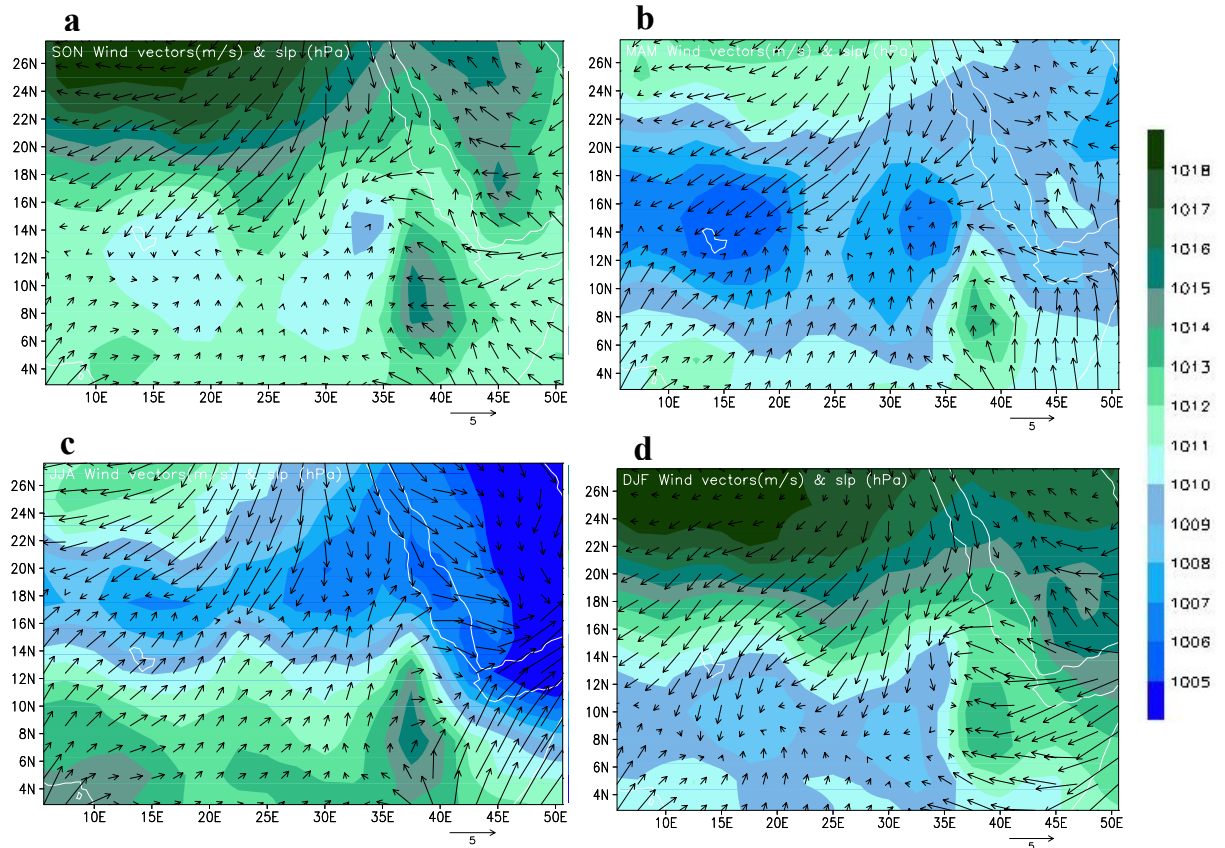 a
SON Wind vectors(m/s) & slp (hPa)
26N
24N
22N
20N
18N
16N
14N
12N
10N
8N
6N
4N
10E 15E 20E 25E 30E 35E 40E 45E 50E
5
b
MAM Wind vectors(m/s) & slp (hPa)
26N
24N
22N
20N
18N
16N
14N
12N
10N
8N
6N
4N
10E 15E 20E 25E 30E 35E 40E 45E 50E
5
c
JJA Wind vectors(m/s) & slp (hPa)
26N
24N
22N
20N
18N
16N
14N
12N
10N
8N
6N
4N
10E 15E 20E 25E 30E 35E 40E 45E 50E
5
d
DJF Wind vectors(m/s) & slp (hPa)
26N
24N
22N
20N
18N
16N
14N
12N
10N
8N
6N
4N
10E 15E 20E 25E 30E 35E 40E 45E 50E
5
1018
1017
1016
1015
1014
1013
1012
1011
1010
1009
1008
1007
1006
1005